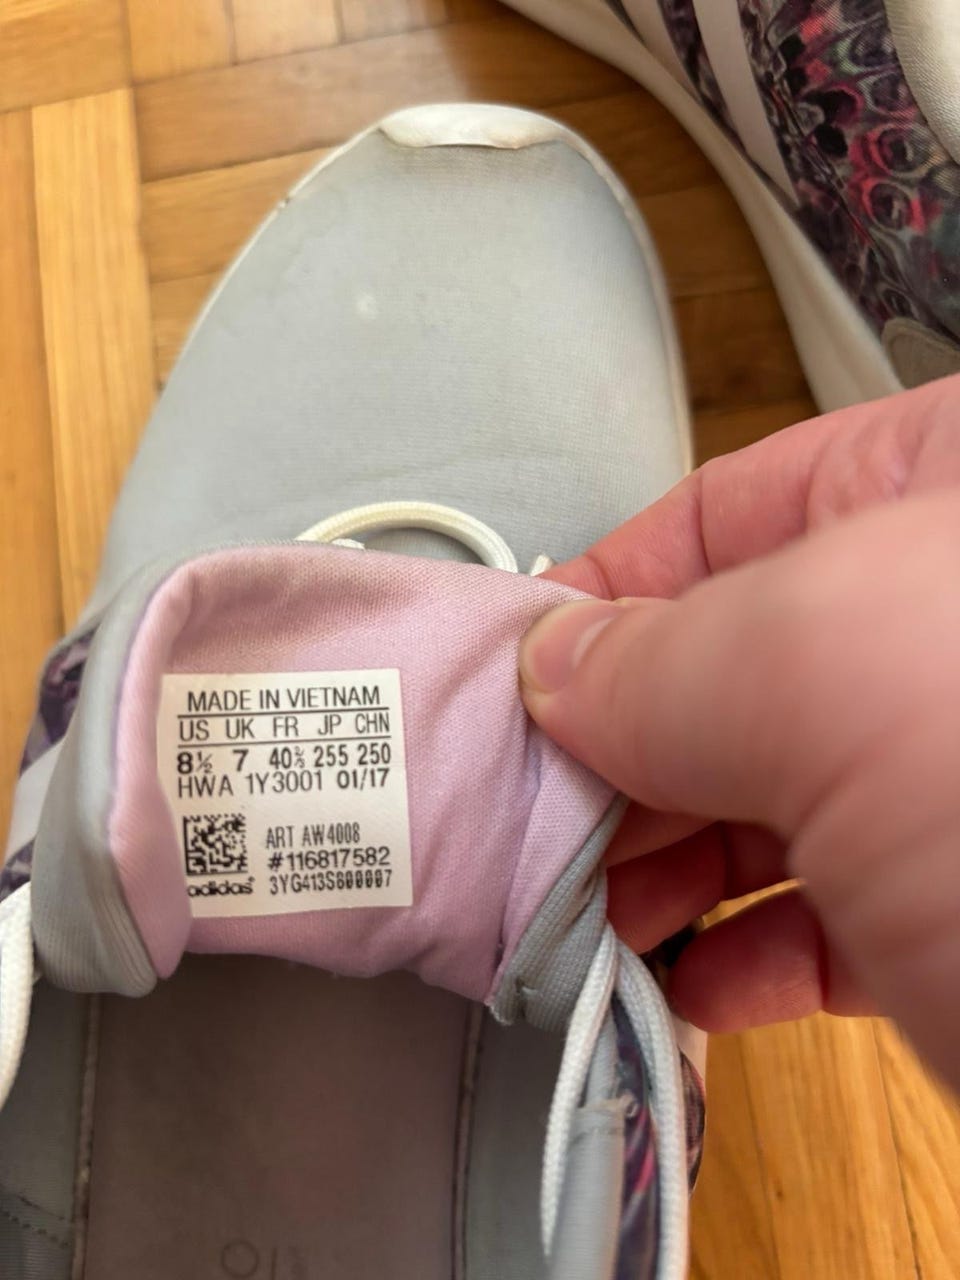 MADE IN VIETNAM
US UK FR JP CHN
8½ 7 40⅔ 255 250
HWA 1Y3001 01/17
ART AW4008
#116817582
adidas® 3YG413S800007